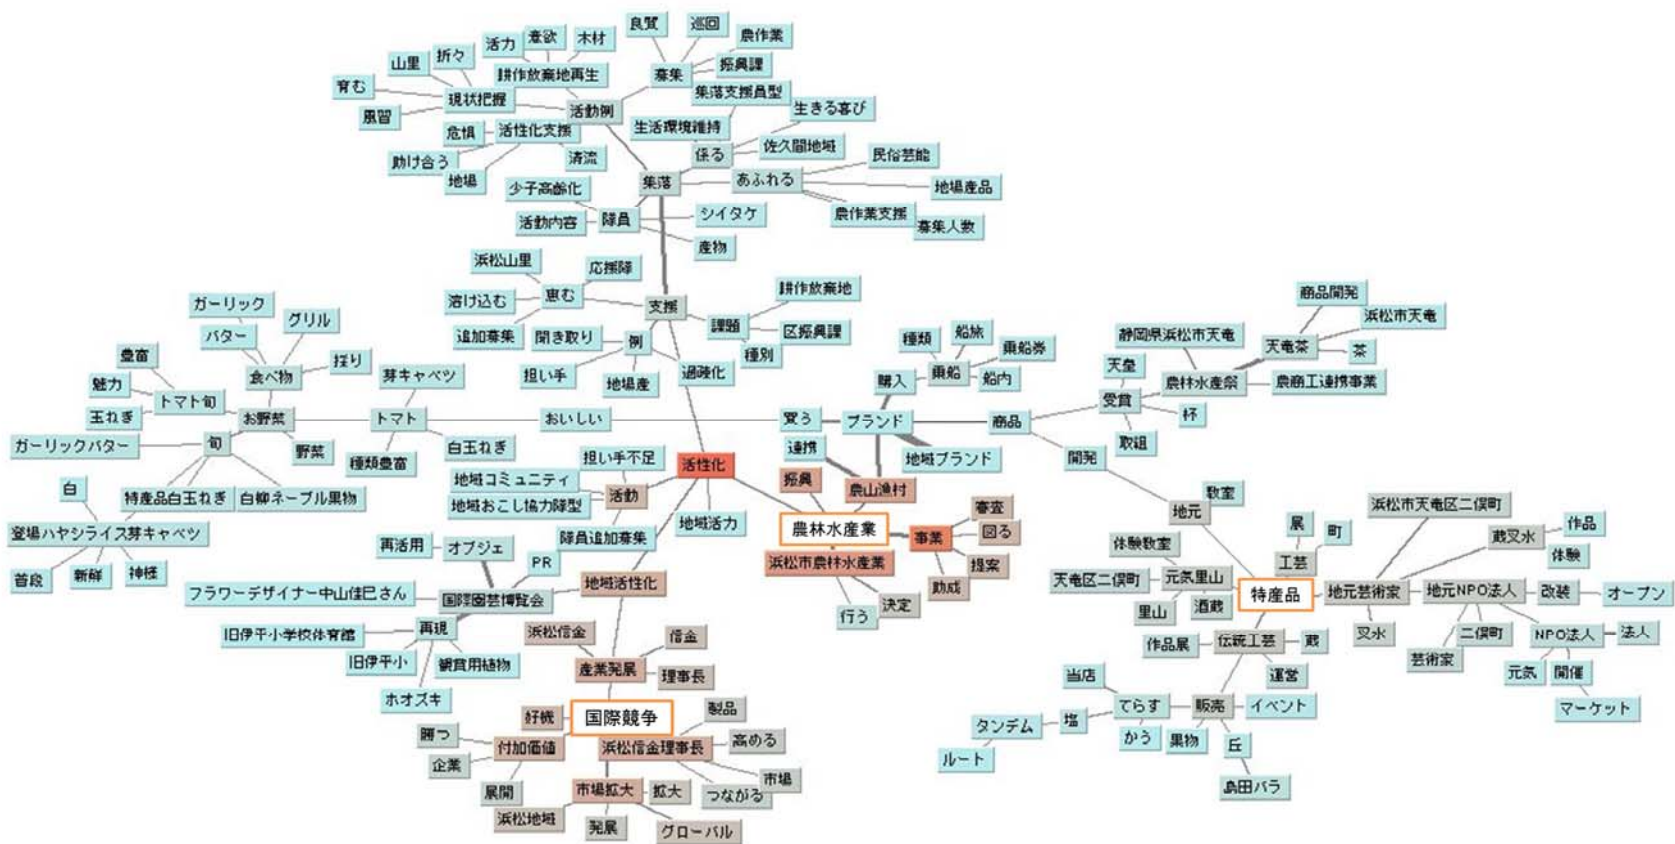 良質
巡回
農作業
活力
意欲
木材
折々
山里
耕作放棄地再生
募集
振興課
育む
現状把握
活動例
集落支援員型
生きる喜び
風習
危惧
活性化支援
生活環境維持
係る
佐久間地域
民俗芸能
助け合う
地場
清流
集落
あふれる
地場産品
少子高齢化
活動内容
隊員
シイタケ
農作業支援
募集人数
産物
浜松山里
応援隊
溶け込む
恵む
支援
耕作放棄地
課題
区振興課
追加募集
聞き取り
例
種別
担い手
地場産
過疎化
ガーリック
バター
グリル
食べ物
採り
豊富
魅力
トマト旬
玉ねぎ
お野菜
芽キャベツ
トマト
おいしい
ガーリックバター
旬
野菜
種類豊富
白玉ねぎ
白
特産品白玉ねぎ
白柳ネーブル果物
登場ハヤシライス芽キャベツ
普段
新鮮
神種
種類
船旅
乗船券
購入
乗船
船内
買う
ブランド
商品
連携
地域ブランド
商品開発
静岡県浜松市天竜
浜松市天竜
天竜茶
茶
天皇
農林水産祭
農商工連携事業
受賞
杯
取組
開発
担い手不足
活性化
地域コミュニティ
活動
地域おこし協力隊型
地域活力
隊員追加募集
振興
農山漁村
農林水産業
審査
事業
図る
浜松市農林水産業
提案
助成
決定
行う
再活用
オブジェ
PR
地域活性化
フラワーデザイナー中山佳巳さん
国際園芸博覧会
旧伊平小学校体育館
再現
旧伊平小
観賞用植物
ホオズキ
浜松信金
信金
産業発展
理事長
好機
国際競争
製品
勝つ
付加価値
浜松信金理事長
高める
企業
展開
市場拡大
拡大
つながる
市場
浜松地域
発展
グローバル
教室
地元
浜松市天竜区二俣町
展
町
蔵叉水
作品
体験教室
工芸
体験
天竜区二俣町
元気里山
特産品
地元芸術家
地元NPO法人
改装
オープン
里山
酒蔵
叉水
二俣町
芸術家
NPO法人
法人
作品展
伝統工芸
蔵
元気
開催
運営
マーケット
当店
てらす
販売
イベント
タンデム
塩
かう
果物
丘
ルート
島田バラ